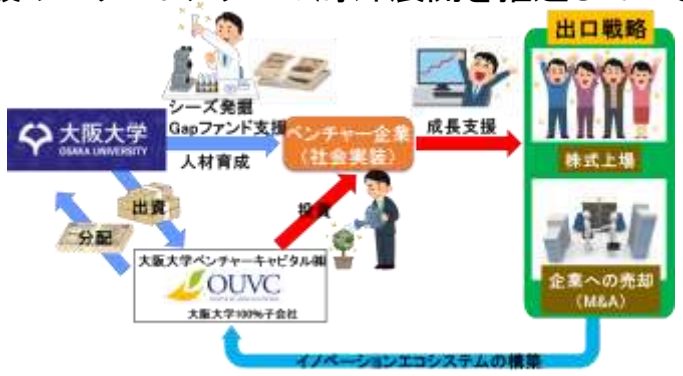 出口戦略
シーズ発掘
Gapファンド支援
人材育成
大阪大学
OSAKA UNIVERSITY
ベンチャー企業
(社会実装)
成長支援
株式上場
出資
分配
投資
大阪大学ベンチャーキャピタル㈱
OUVC
大阪大学100%子会社
企業への売却
(M&A)
イノベーションエコシステムの構築